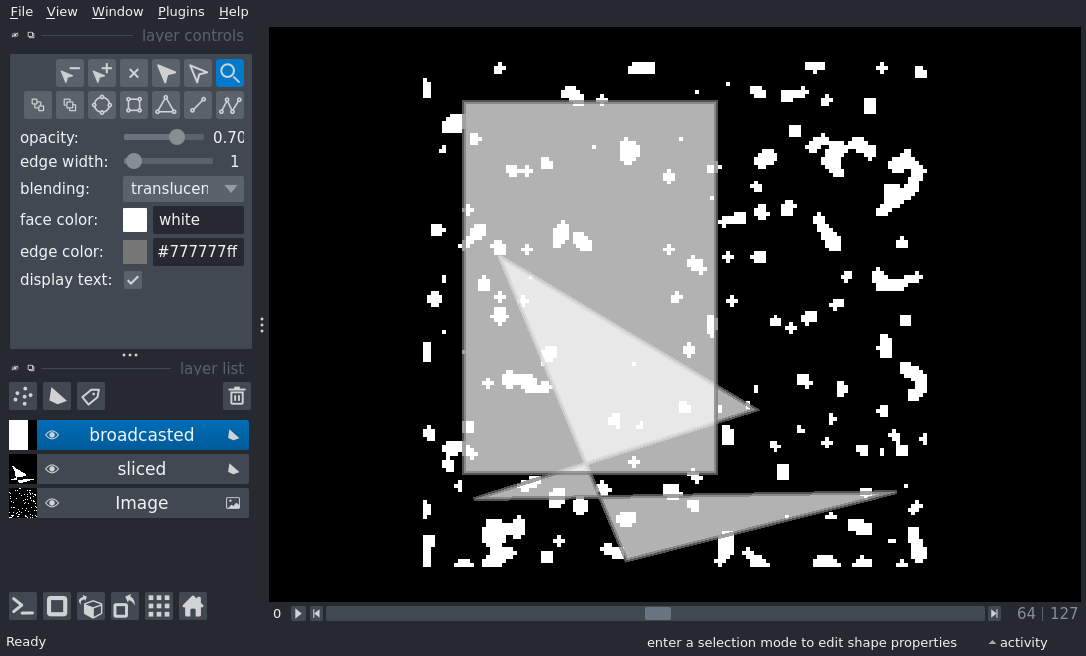 File View Window Plugins Help
layer controls
opacity: 0.70
edge width: 1
blending: translucen
face color: white
edge color: #777777ff
display text:
layer list
broadcasted
sliced
Image
0 64 | 127
Ready enter a selection mode to edit shape properties activity